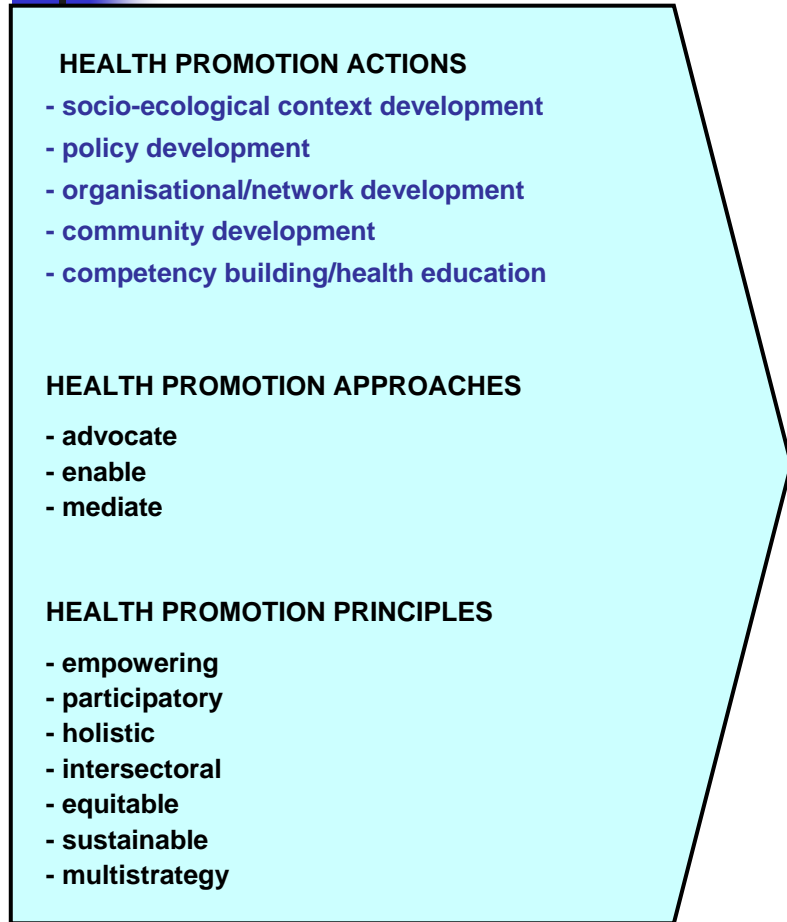 HEALTH PROMOTION ACTIONS
- socio-ecological context development
- policy development
- organisational/network development
- community development
- competency building/health education
HEALTH PROMOTION APPROACHES
- advocate
- enable
- mediate
HEALTH PROMOTION PRINCIPLES
- empowering
- participatory
- holistic
- intersectoral
- equitable
- sustainable
- multistrategy